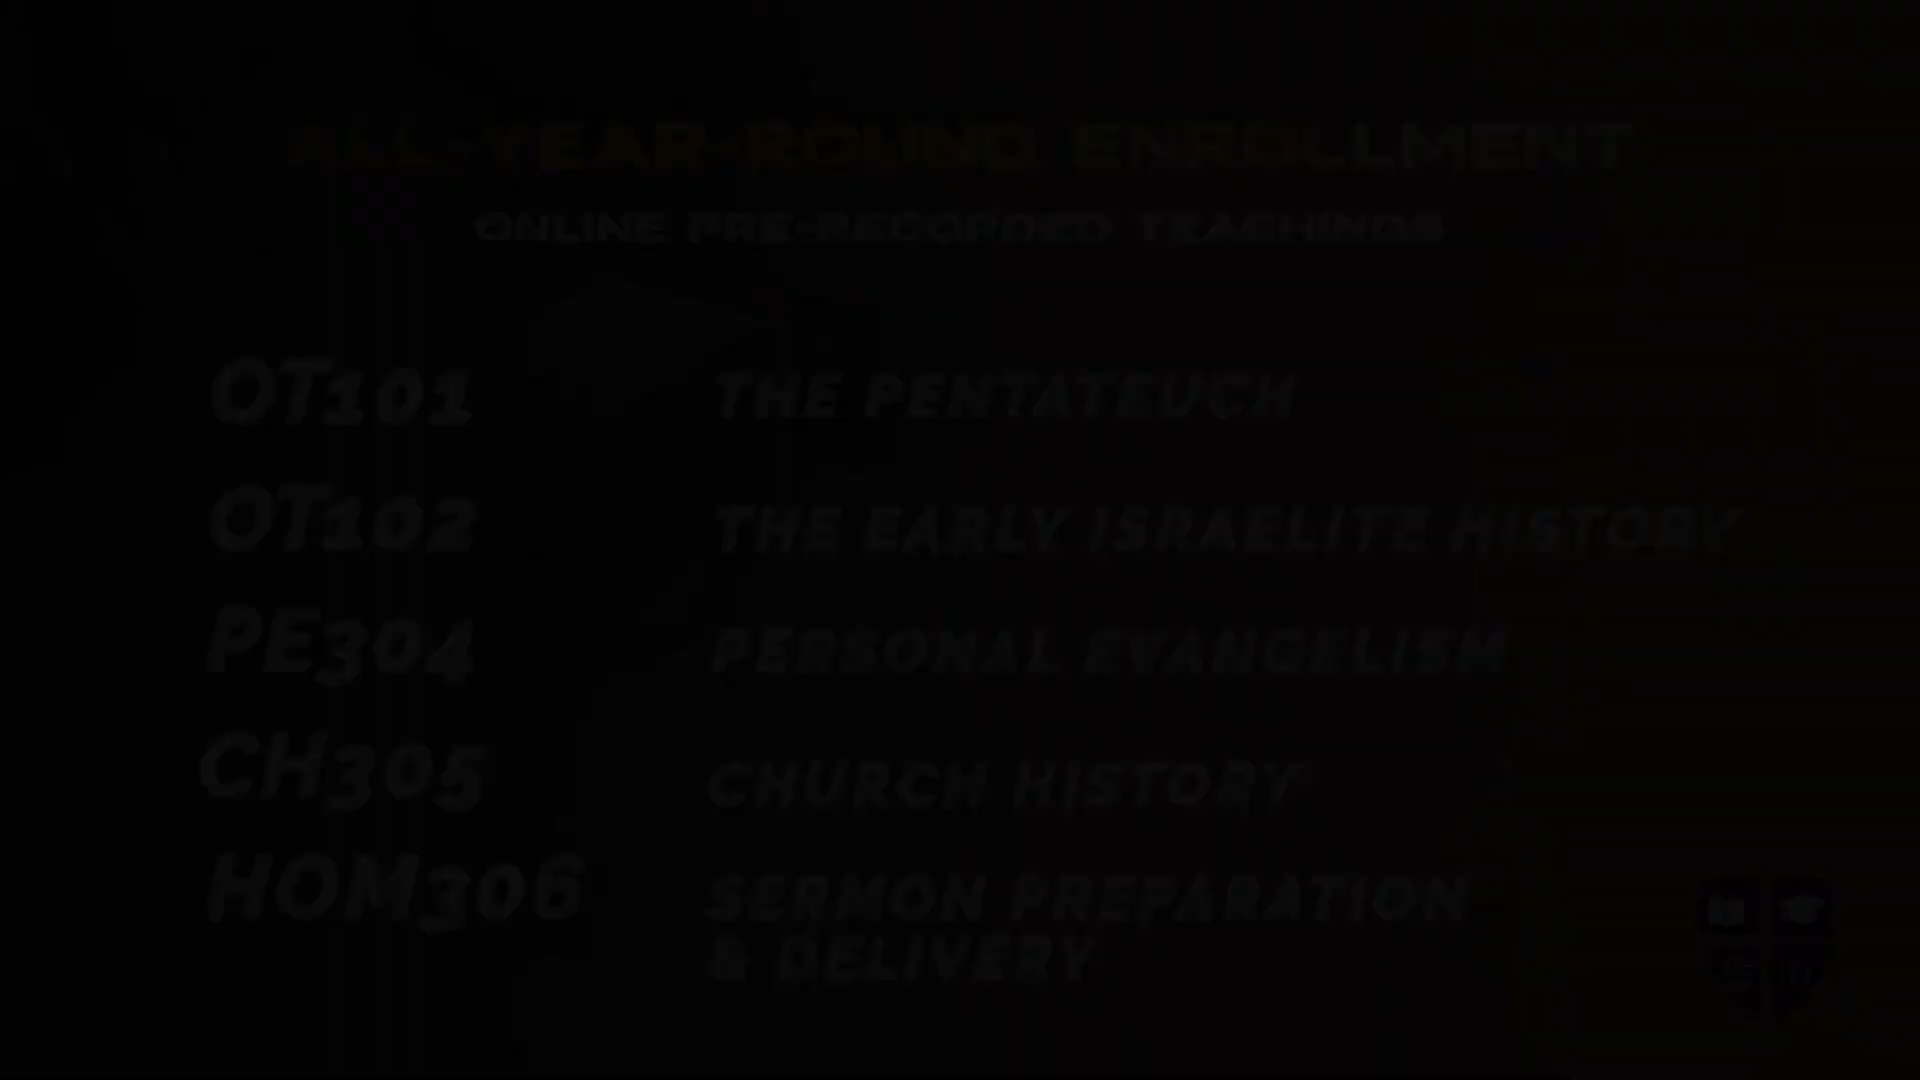 ALL-YEAR-ROUND ENROLLMENT
ONLINE PRE-RECORDED TEACHINGS
OT101 THE PENTATEUCH
OT102 THE EARLY ISRAELITE HISTORY
PE304 PERSONAL EVANGELISM
CH305 CHURCH HISTORY
HOM306 SERMON PREPARATION
& DELIVERY